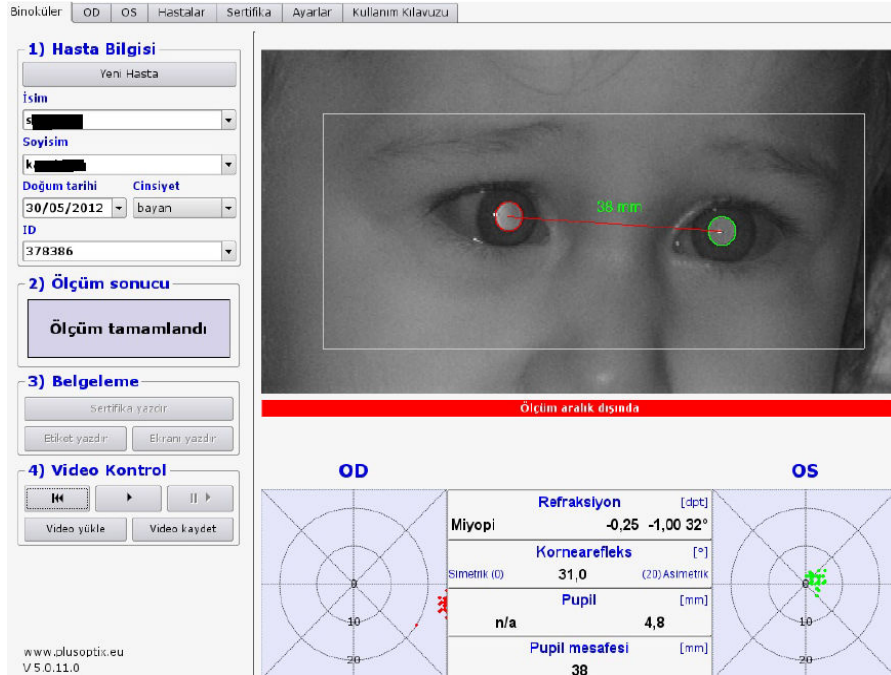 Binoküler OD OS Hastalar Sertifika Ayarlar Kullanım Kılavuzu
1) Hasta Bilgisi
Yeni Hasta
İsim
s
Soyisim
k
Doğum tarihi Cinsiyet
30/05/2012 bayan
ID
378386
2) Ölçüm sonucu
Ölçüm tamamlandı
3) Belgeleme
Sertifika yazdır
Etiket yazdır Ekranı yazdır
4) Video Kontrol
Video yükle Video kaydet
www.plusoptix.eu
V 5.0.11.0
38 mm
Ölçüm aralık dışında
OD OS
Refraksiyon [dpt]
Miyopi -0,25 -1,00 32°
Kornearefleks [°]
Simetrik (0) 31,0 (20) Asimetrik
Pupil [mm]
n/a 4,8
Pupil mesafesi [mm]
38
0 10 20
0 10 20